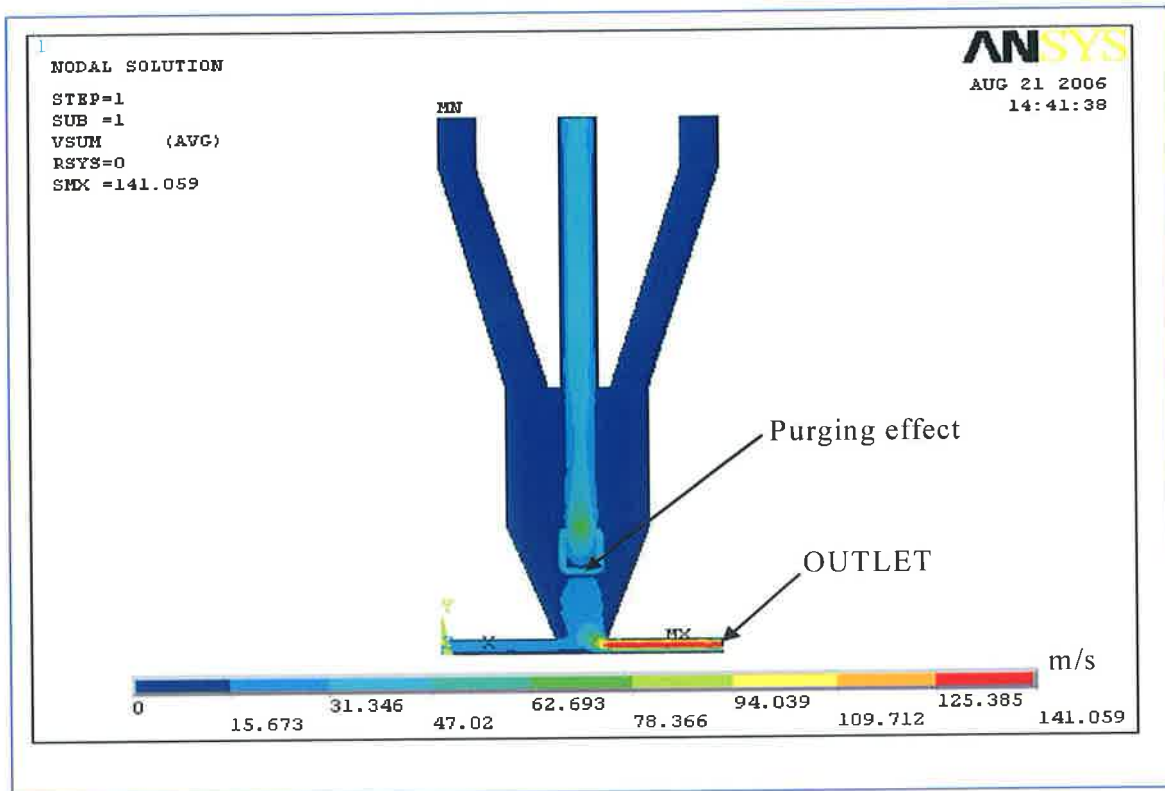 1
NODAL SOLUTION
STEP=1
SUB =1
VSUM (AVG)
RSYS=0
SMX =141.059
ANSYS
AUG 21 2006
14:41:38
MN
Purging effect
OUTLET
Y
X
MX
m/s
0 31.346 62.693 94.039 125.385
15.673 47.02 78.366 109.712 141.059